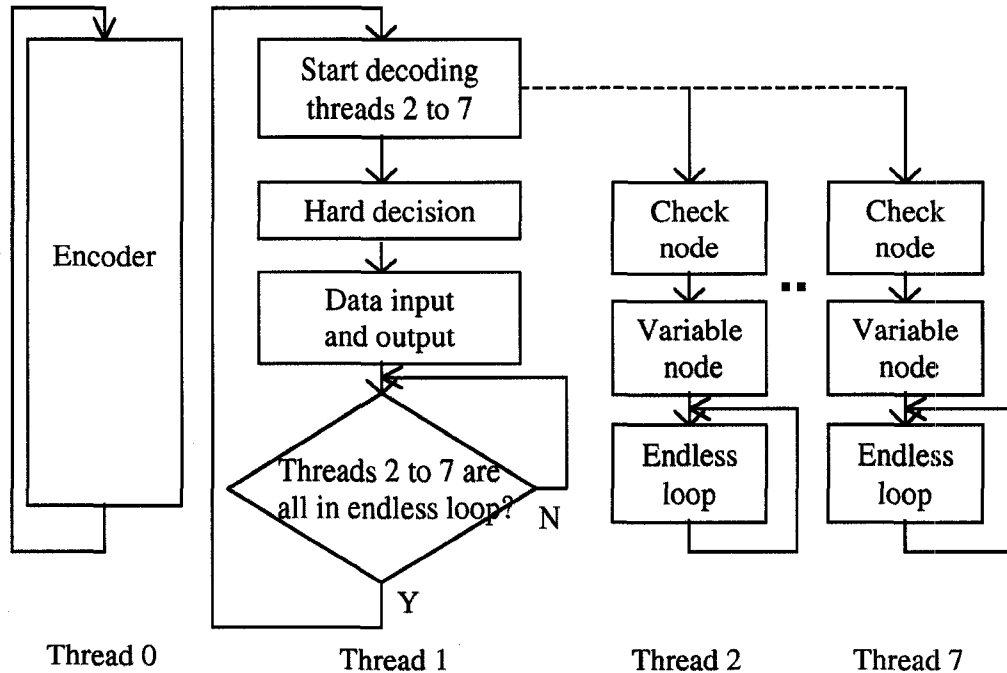 Encoder
Start decoding
threads 2 to 7
Hard decision
Data input
and output
Threads 2 to 7 are
all in endless loop?
N
Y
Check
node
Variable
node
Endless
loop
Check
node
Variable
node
Endless
loop
Thread 0
Thread 1
Thread 2
Thread 7